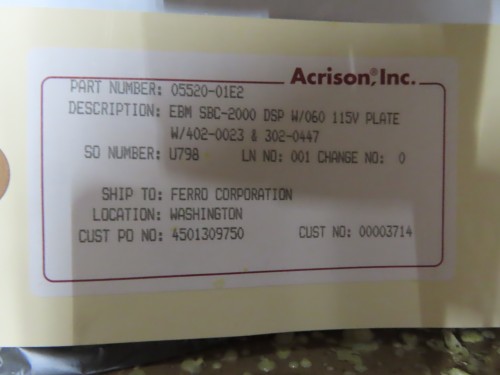 Acrison, Inc.
PART NUMBER: 05520-01E2
DESCRIPTION: EBM SBC-2000 DSP W/060 115V PLATE
W/402-0023 & 302-0447
SO NUMBER: U798 LN NO: 001 CHANGE NO: 0
SHIP TO: FERRO CORPORATION
LOCATION: WASHINGTON
CUST PO NO: 4501309750 CUST NO: 00003714